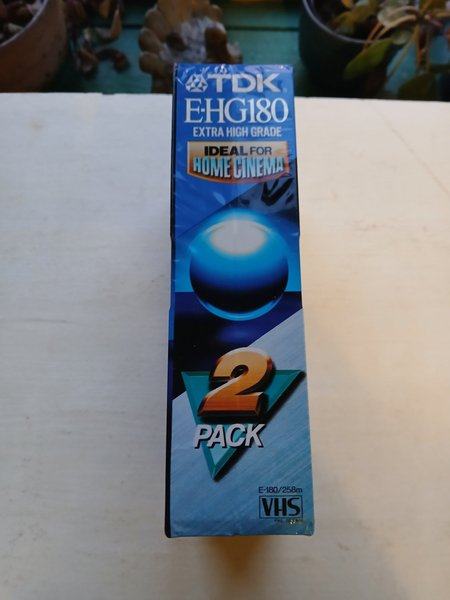 TDK
E-HG180
EXTRA HIGH GRADE
IDEAL FOR
HOME CINEMA
2
PACK
E-180/258m
VHS